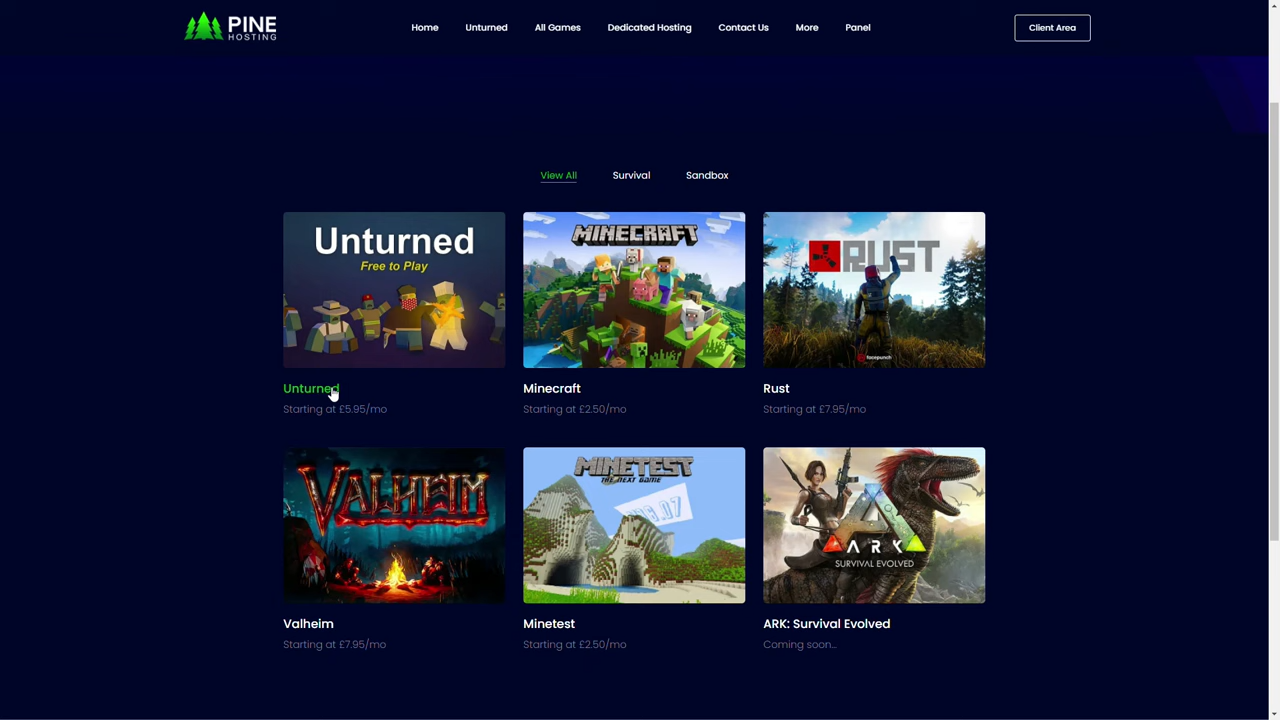 PINE
HOSTING
Home
Unturned
All Games
Dedicated Hosting
Contact Us
More
Panel
Client Area
View All
Survival
Sandbox
Unturned
Free to Play
MINECRAFT
RUST
facepunch
Unturned
Starting at £5.95/mo
Minecraft
Starting at £2.50/mo
Rust
Starting at £7.95/mo
VALHEIM
MINETEST
THE NEXT GAME
ARK
SURVIVAL EVOLVED
Valheim
Starting at £7.95/mo
Minetest
Starting at £2.50/mo
ARK: Survival Evolved
Coming soon...